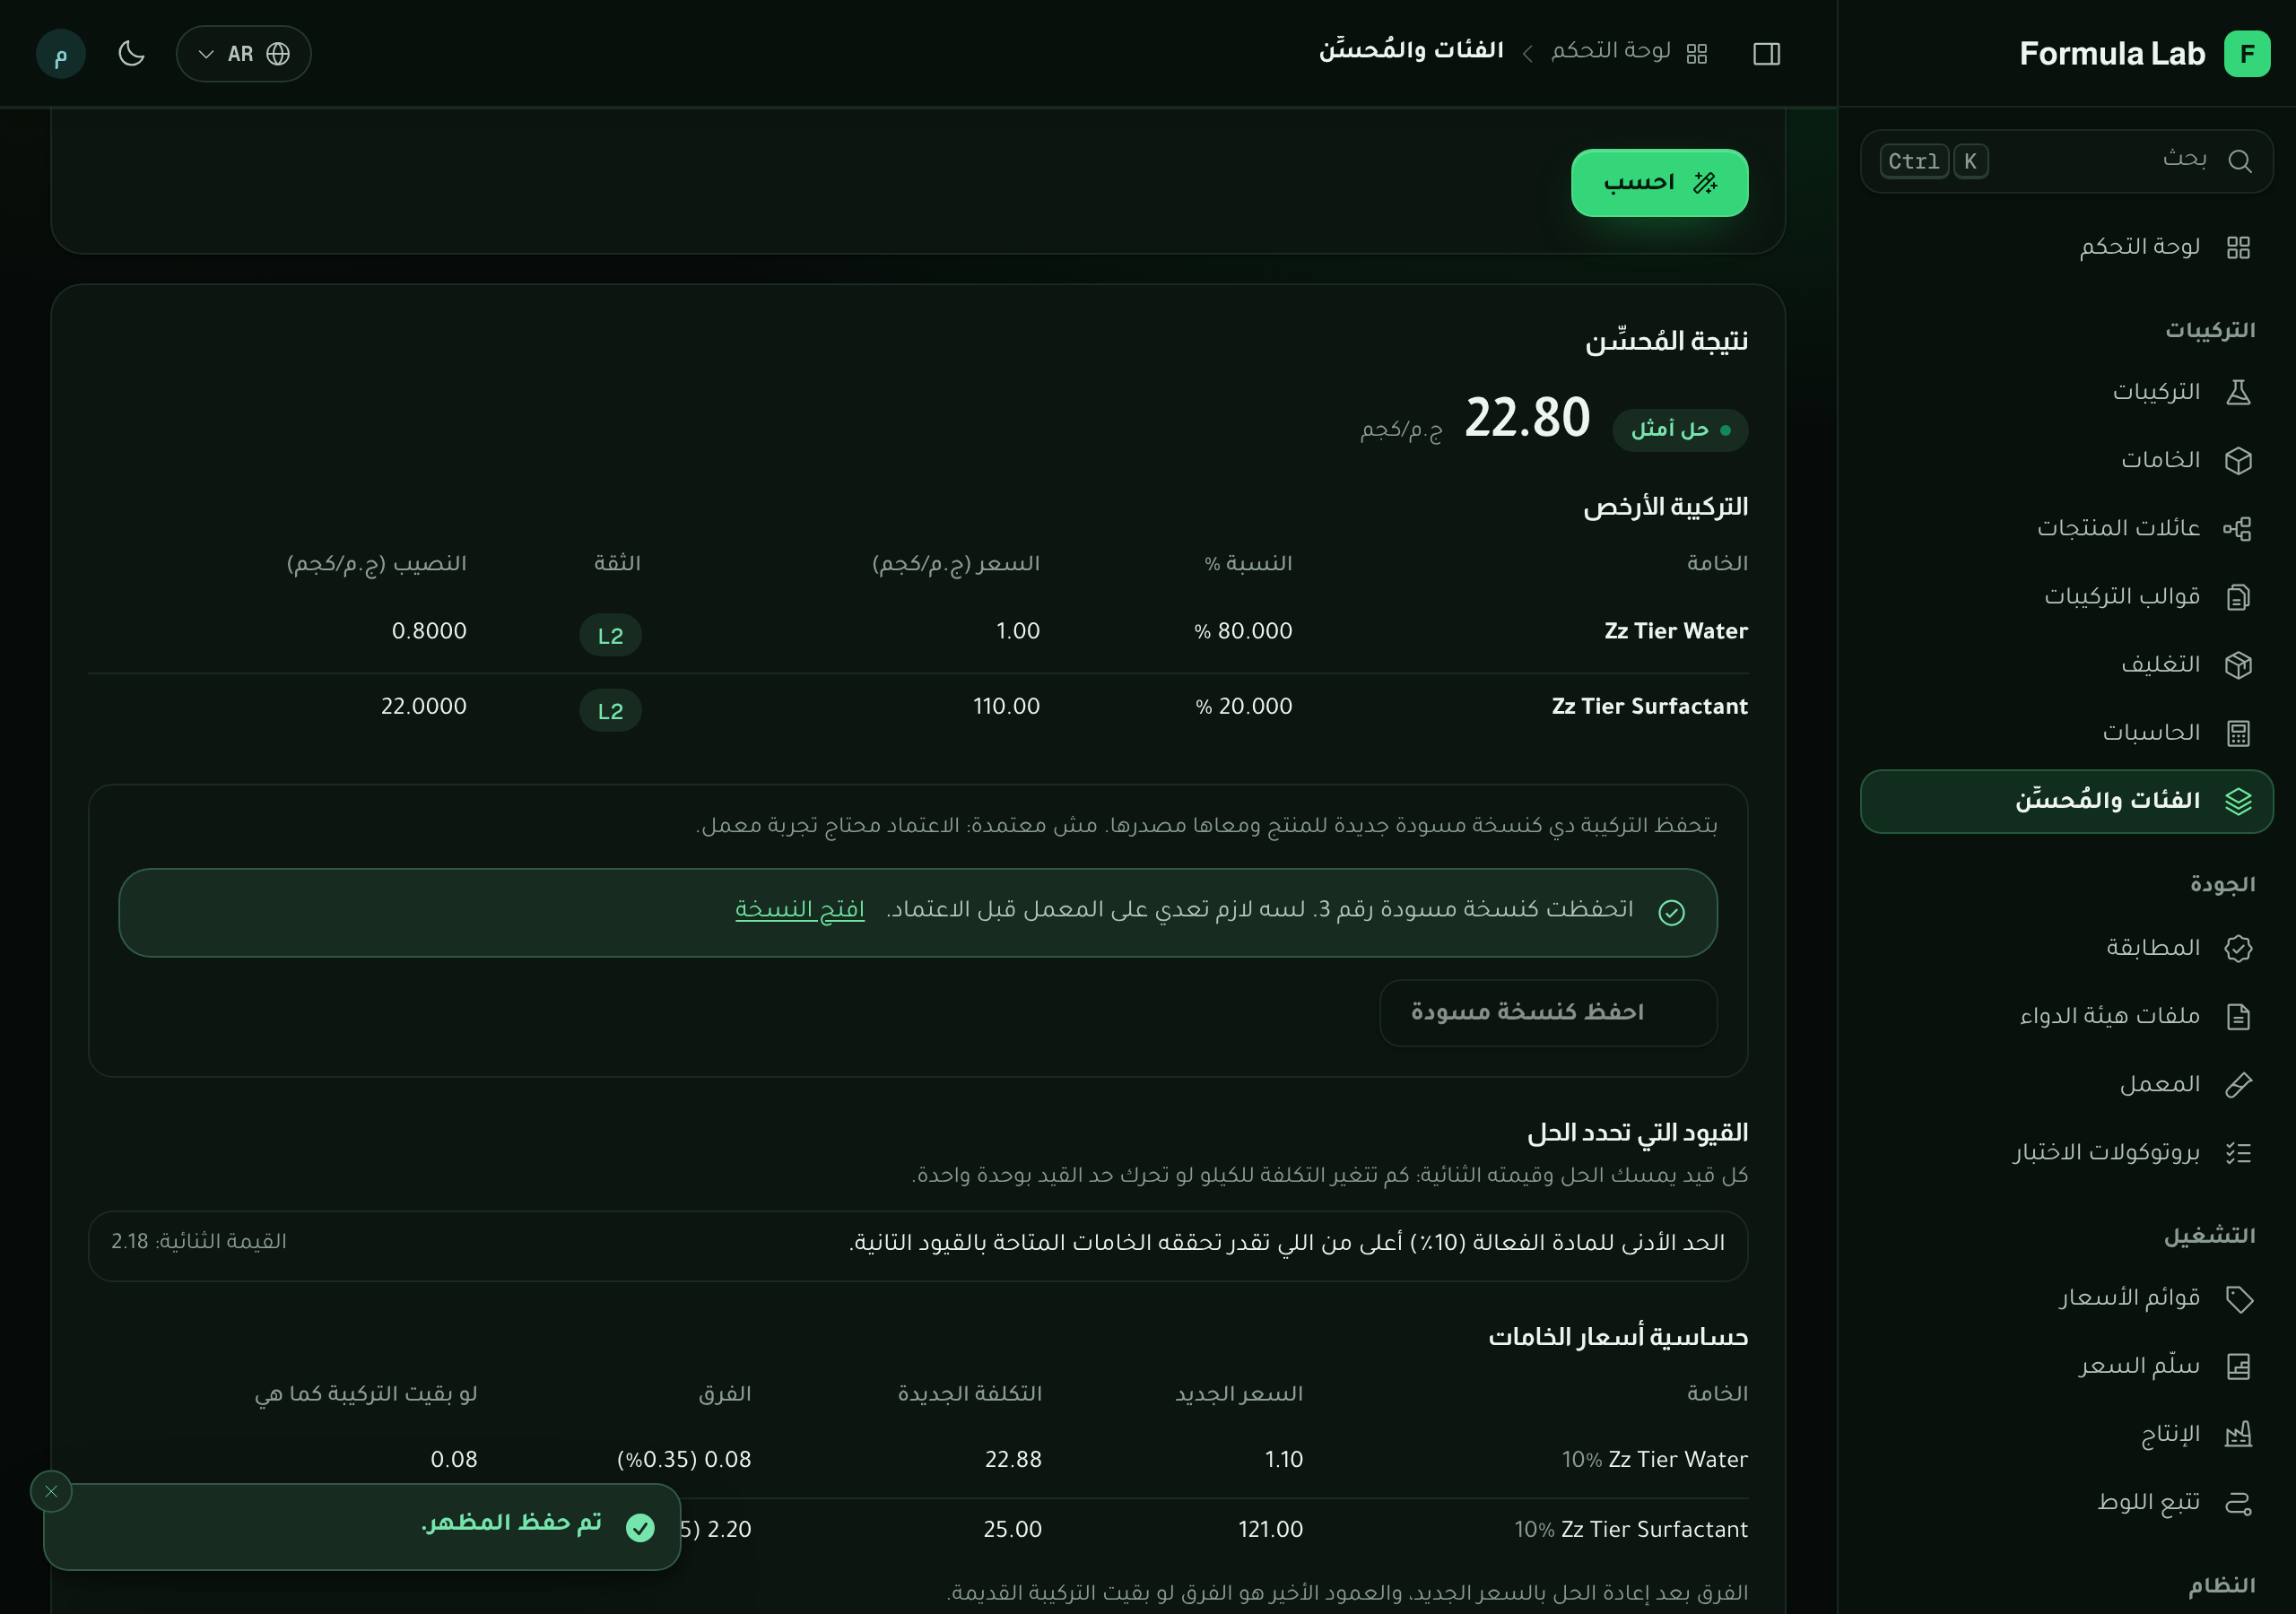 F Formula Lab
لوحة التحكم
الفئات والمُحسِّن
AR
م
بحث
Ctrl K
لوحة التحكم
التركيبات
التركيبات
الخامات
عائلات المنتجات
قوالب التركيبات
التغليف
الحاسبات
الفئات والمُحسِّن
الجودة
المطابقة
ملفات هيئة الدواء
المعمل
بروتوكولات الاختبار
التشغيل
قوائم الأسعار
سلّم السعر
الإنتاج
تتبع اللوط
النظام
احسب
نتيجة المُحسِّن
حل أمثل 22.80 ج.م/كجم
التركيبة الأرخص
الخامة النسبة % السعر (ج.م/كجم) الثقة النصيب (ج.م/كجم)
Zz Tier Water 80.000 % 1.00 L2 0.8000
Zz Tier Surfactant 20.000 % 110.00 L2 22.0000
بتحفظ التركيبة دي كنسخة مسودة جديدة للمنتج ومعاها مصدرها. مش معتمدة: الاعتماد محتاج تجربة معمل.
اتحفظت كنسخة مسودة رقم 3. لسه لازم تعدي على المعمل قبل الاعتماد. افتح النسخة
احفظ كنسخة مسودة
القيود التي تحدد الحل
كل قيد يمسك الحل وقيمته الثنائية: كم تتغير التكلفة للكيلو لو تحرك حد القيد بوحدة واحدة.
الحد الأدنى للمادة الفعالة (10٪) أعلى من اللي تقدر تحققه الخامات المتاحة بالقيود التانية. القيمة الثنائية: 2.18
حساسية أسعار الخامات
الخامة السعر الجديد التكلفة الجديدة الفرق لو بقيت التركيبة كما هي
Zz Tier Water 10% 1.10 22.88 0.08 (0.35%) 0.08
Zz Tier Surfactant 10% 121.00 25.00 2.20
تم حفظ المظهر.
الفرق بعد إعادة الحل بالسعر الجديد، والعمود الأخير هو الفرق لو بقيت التركيبة القديمة.